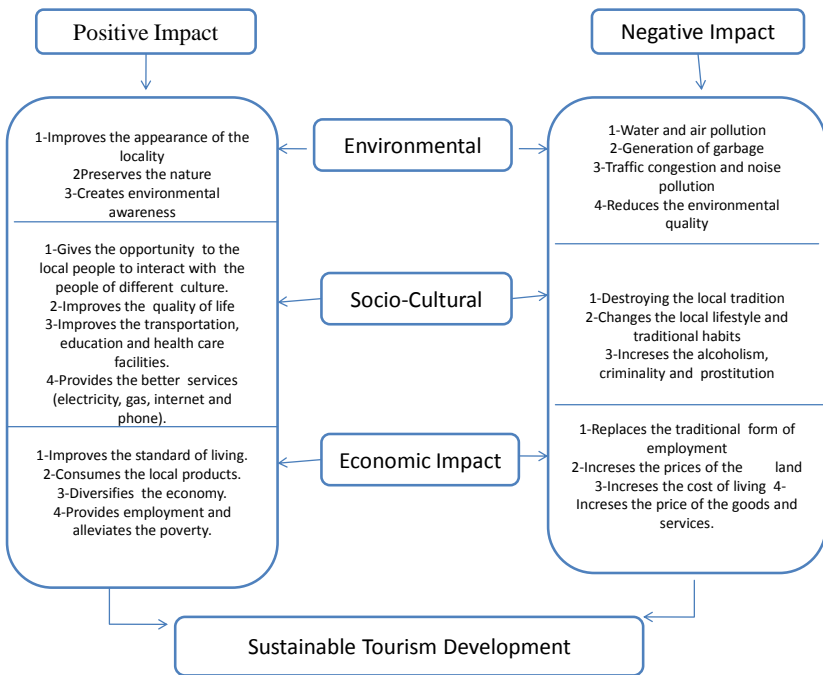 Positive Impact
Negative Impact
1-Improves the appearance of the
locality
2Preserves the nature
3-Creates environmental
awareness
Environmental
1-Water and air pollution
2-Generation of garbage
3-Traffic congestion and noise
pollution
4-Reduces the environmental
quality
1-Gives the opportunity to the
local people to interact with the
people of different culture.
2-Improves the quality of life
3-Improves the transportation,
education and health care
facilities.
4-Provides the better services
(electricity, gas, internet and
phone).
Socio-Cultural
1-Destroying the local tradition
2-Changes the local lifestyle and
traditional habits
3-Increses the alcoholism,
criminality and prostitution
1-Improves the standard of living.
2-Consumes the local products.
3-Diversifies the economy.
4-Provides employment and
alleviates the poverty.
Economic Impact
1-Replaces the traditional form of
employment
2-Increses the prices of the land
3-Increses the cost of living 4-
Increses the price of the goods and
services.
Sustainable Tourism Development